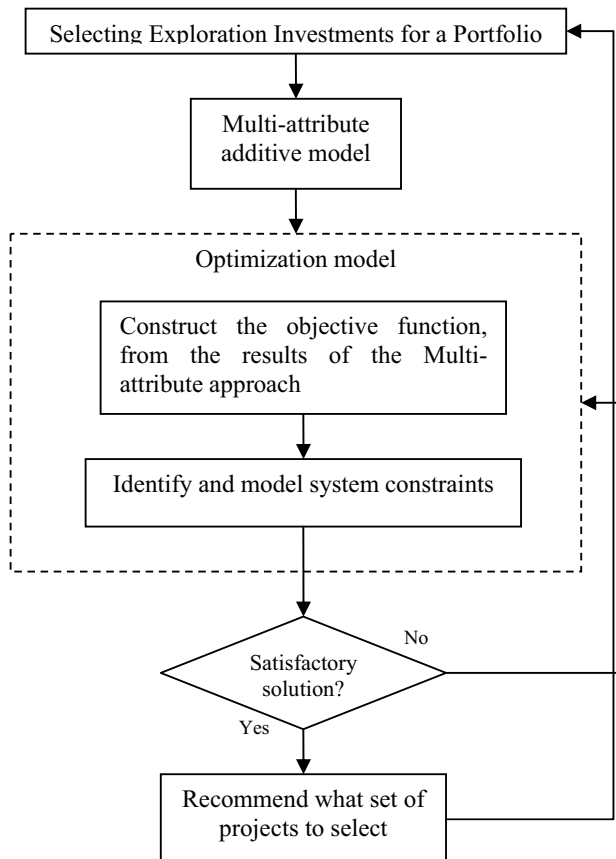 Selecting Exploration Investments for a Portfolio
Multi-attribute
additive model
Optimization model
Construct the objective function,
from the results of the Multi-
attribute approach
Identify and model system constraints
No
Satisfactory
solution?
Yes
Recommend what set of
projects to select